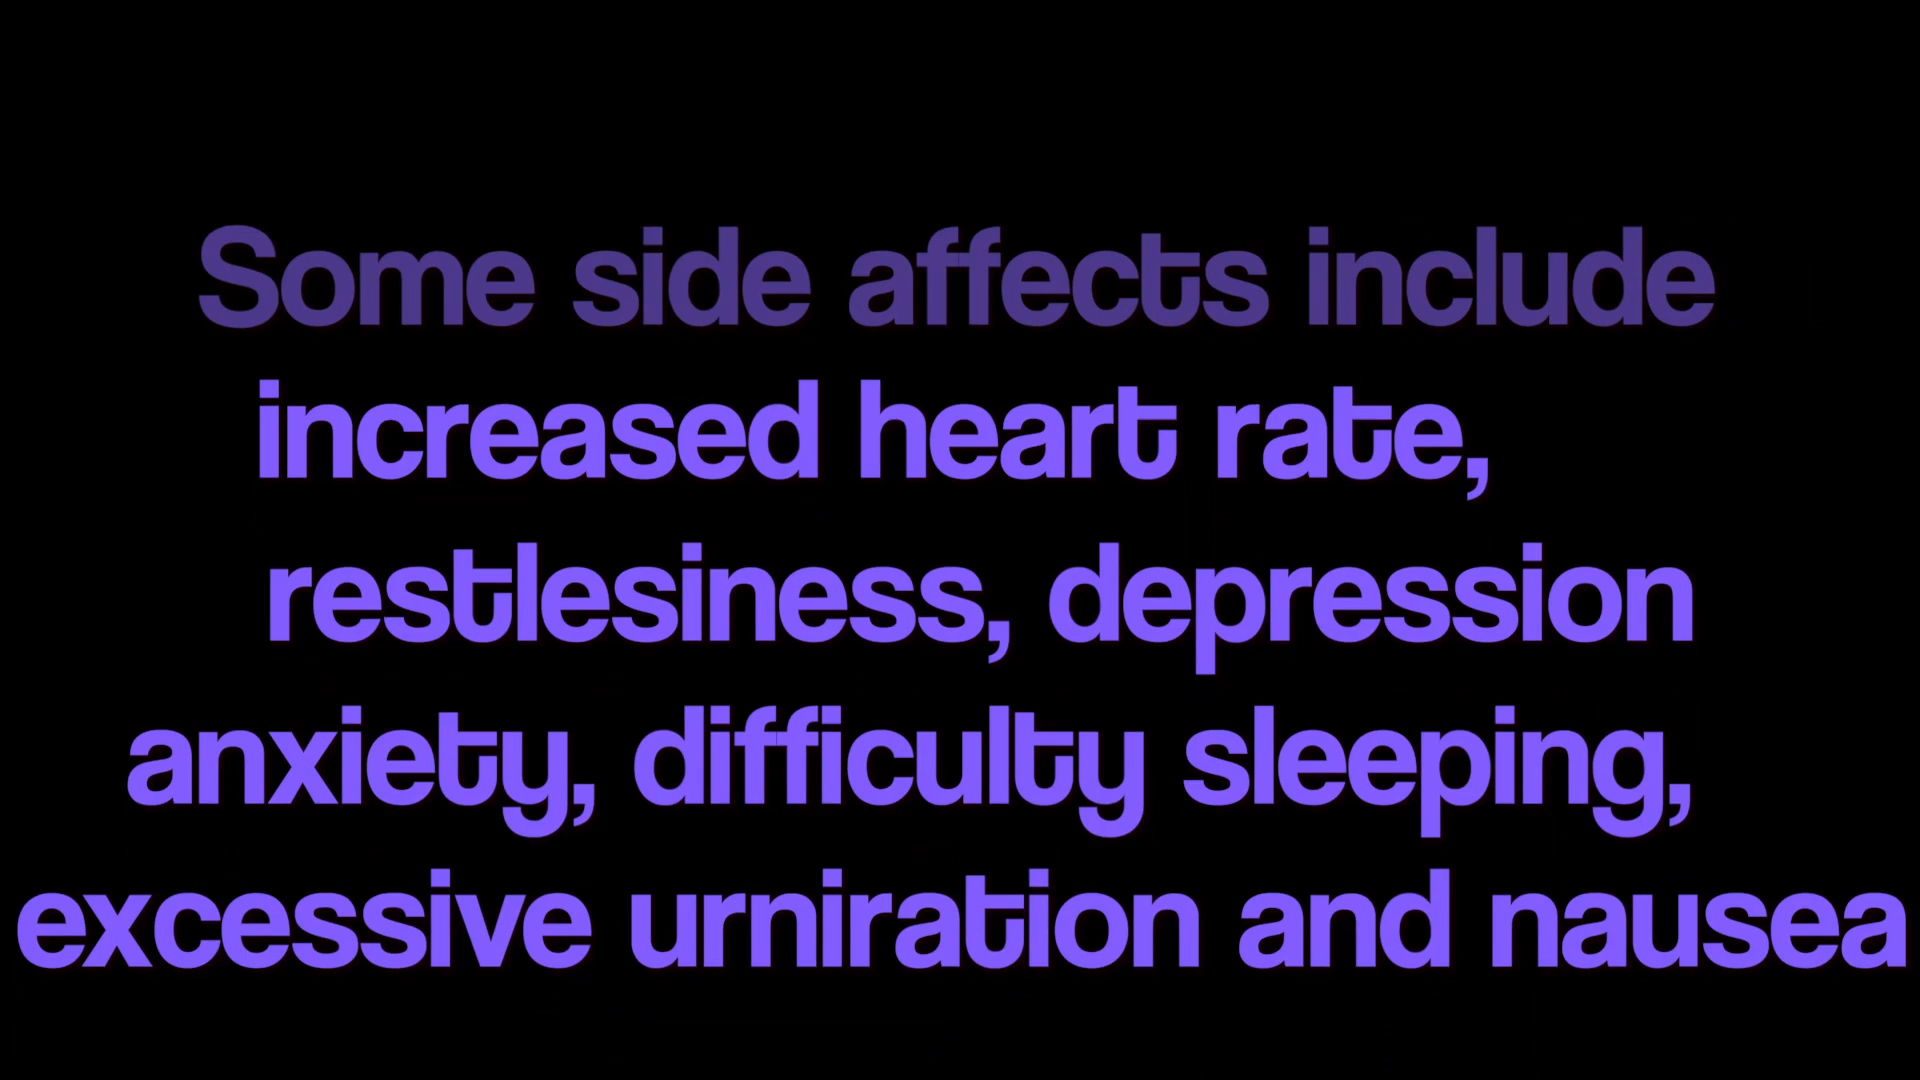 Some side affects include
increased heart rate,
restlesiness, depression
anxiety, difficulty sleeping,
excessive urniration and nausea